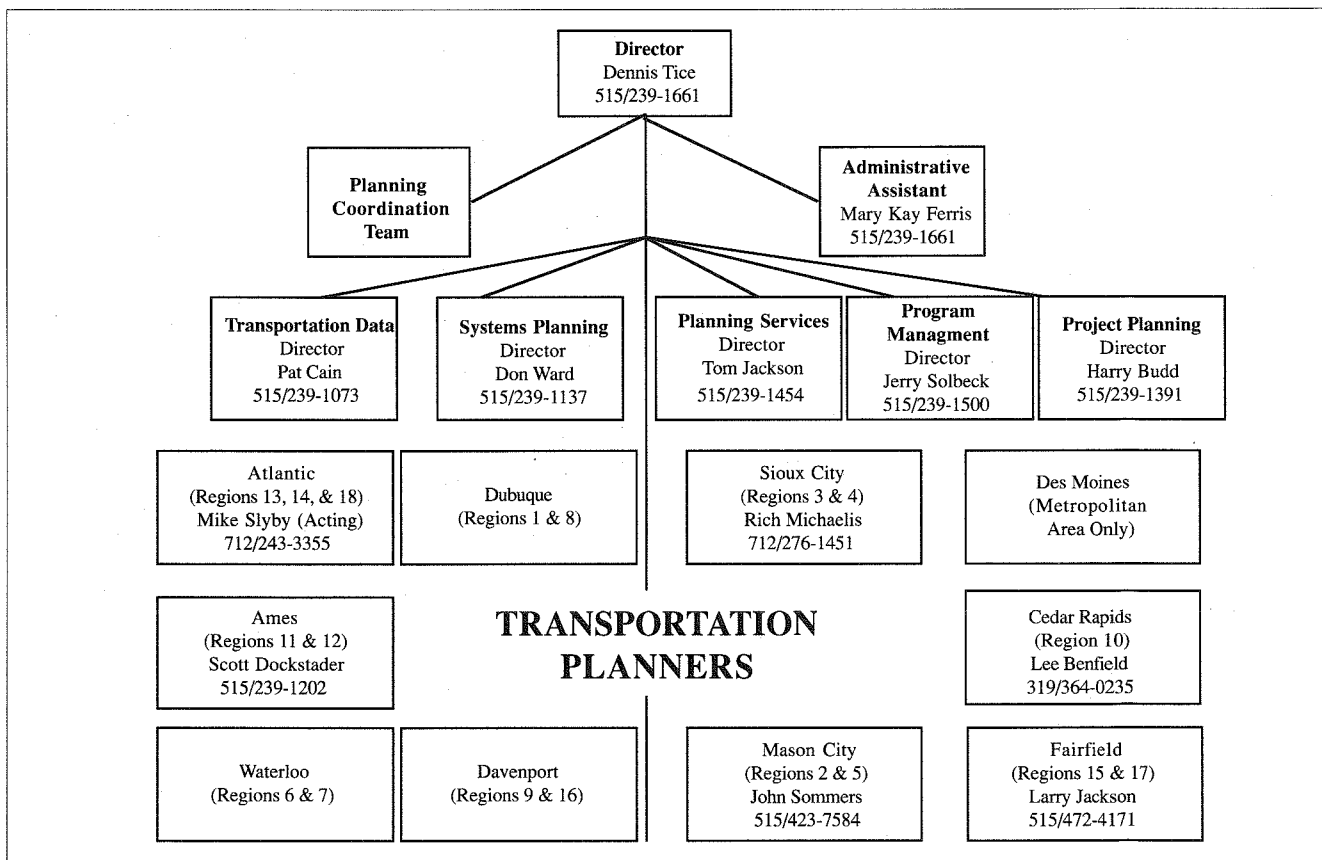 Director
Dennis Tice
515/239-1661
Planning
Coordination
Team
Administrative
Assistant
Mary Kay Ferris
515/239-1661
Transportation Data
Director
Pat Cain
515/239-1073
Systems Planning
Director
Don Ward
515/239-1137
Planning Services
Director
Tom Jackson
515/239-1454
Program
Managment
Director
Jerry Solbeck
515/239-1500
Project Planning
Director
Harry Budd
515/239-1391
Atlantic
(Regions 13, 14, & 18)
Mike Slyby (Acting)
712/243-3355
Dubuque
(Regions 1 & 8)
Sioux City
(Regions 3 & 4)
Rich Michaelis
712/276-1451
Des Moines
(Metropolitan
Area Only)
Ames
(Regions 11 & 12)
Scott Dockstader
515/239-1202
TRANSPORTATION
PLANNERS
Cedar Rapids
(Region 10)
Lee Benfield
319/364-0235
Waterloo
(Regions 6 & 7)
Davenport
(Regions 9 & 16)
Mason City
(Regions 2 & 5)
John Sommers
515/423-7584
Fairfield
(Regions 15 & 17)
Larry Jackson
515/472-4171